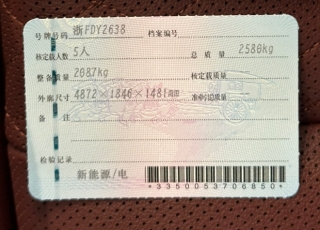 号牌号码 浙FDY2638 档案编号
核定载人数 5人 总质量 2580kg
整备质量 2087kg 核定载质量
外廓尺寸 4872×1846×1481mm 准牵引总质量
检验记录
新能源/电
*3350053706850*